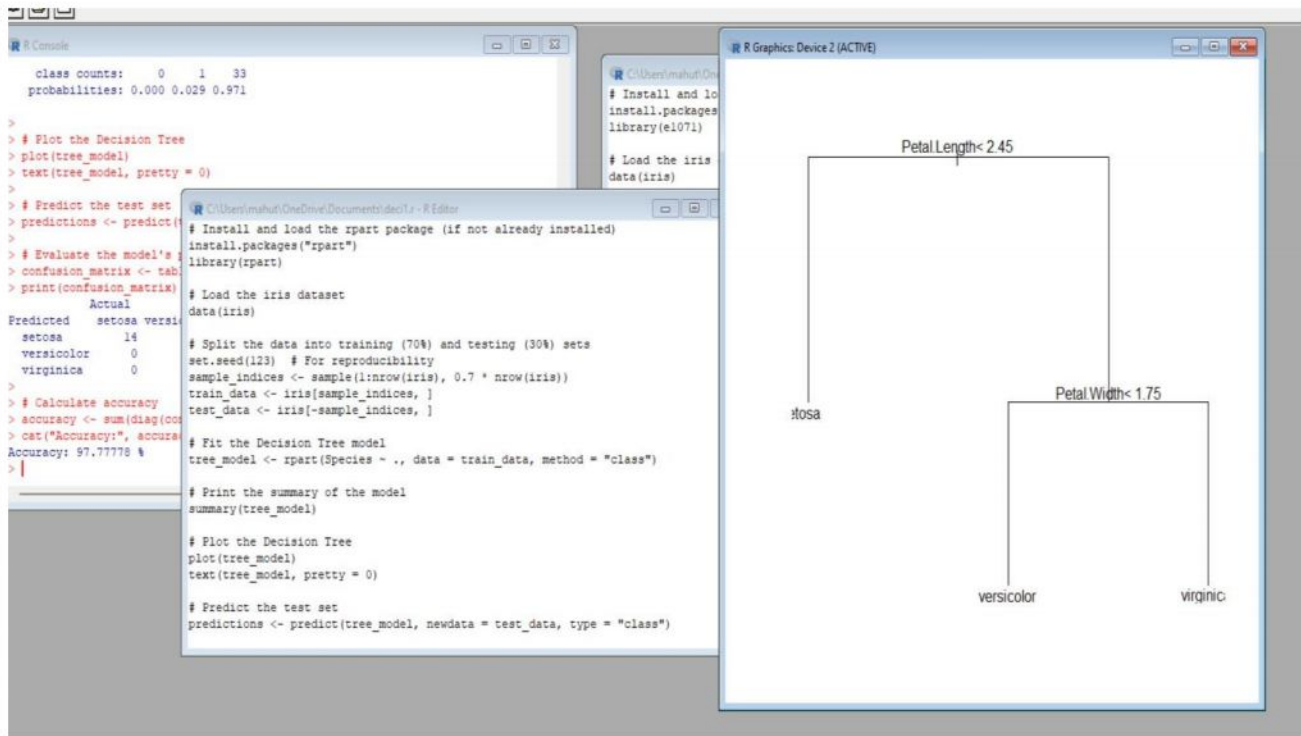 R Console
class counts: 0 1 33
probabilities: 0.000 0.029 0.971
>
> # Plot the Decision Tree
> plot(tree_model)
> text(tree_model, pretty = 0)
>
> # Predict the test set
> predictions <- predict(
>
> # Evaluate the model's
> confusion_matrix <- tabl
> print(confusion_matrix)
Actual
Predicted setosa versi
setosa 14
versicolor 0
virginica 0
>
> # Calculate accuracy
> accuracy <- sum(diag(con
> cat("Accuracy:", accura
Accuracy: 97.77778 %
>
C:\Users\mahut\One
# Install and lo
install.packages
library(e1071)
# Load the iris
data(iris)
C:\Users\mahut\OneDrive\Documents\deci1.r - R Editor
# Install and load the rpart package (if not already installed)
install.packages("rpart")
library(rpart)
# Load the iris dataset
data(iris)
# Split the data into training (70%) and testing (30%) sets
set.seed(123) # For reproducibility
sample_indices <- sample(1:nrow(iris), 0.7 * nrow(iris))
train_data <- iris[sample_indices, ]
test_data <- iris[-sample_indices, ]
# Fit the Decision Tree model
tree_model <- rpart(Species ~ ., data = train_data, method = "class")
# Print the summary of the model
summary(tree_model)
# Plot the Decision Tree
plot(tree_model)
text(tree_model, pretty = 0)
# Predict the test set
predictions <- predict(tree_model, newdata = test_data, type = "class")
R Graphics: Device 2 (ACTIVE)
Petal.Length< 2.45
Petal.Width< 1.75
etosa
versicolor
virginic